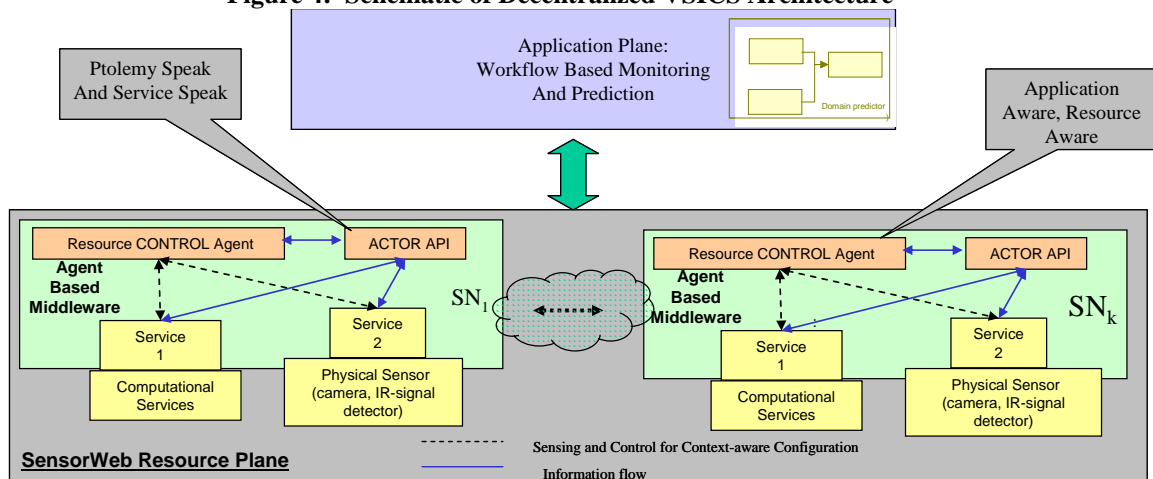 Figure 4: Schematic of Decentralized VSICS Architecture
Application Plane:
Workflow Based Monitoring
And Prediction
Domain predictor
)
Ptolemy Speak
And Service Speak
Application
Aware, Resource
Aware
Resource CONTROL Agent
ACTOR API
Agent
Based
Middleware
SN1
Service
1
Service
2
Computational
Services
Physical Sensor
(camera, IR-signal
detector)
Resource CONTROL Agent
ACTOR API
Agent
Based
Middleware
SNk
:
Service
1
Service
2
Computational
Services
Physical Sensor
(camera, IR-signal
detector)
Sensing and Control for Context-aware Configuration
Information flow
SensorWeb Resource Plane